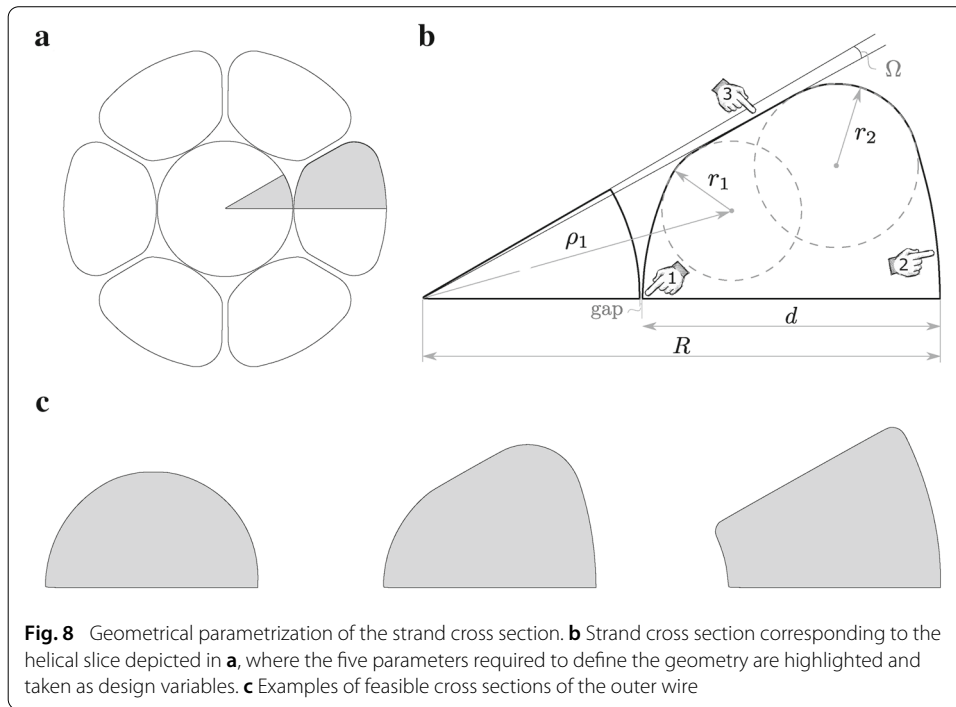 a
b
Ω
3
r₂
r₁
ρ₁
2
1
gap
d
R
c
Fig. 8 Geometrical parametrization of the strand cross section. b Strand cross section corresponding to the
helical slice depicted in a, where the five parameters required to define the geometry are highlighted and
taken as design variables. c Examples of feasible cross sections of the outer wire